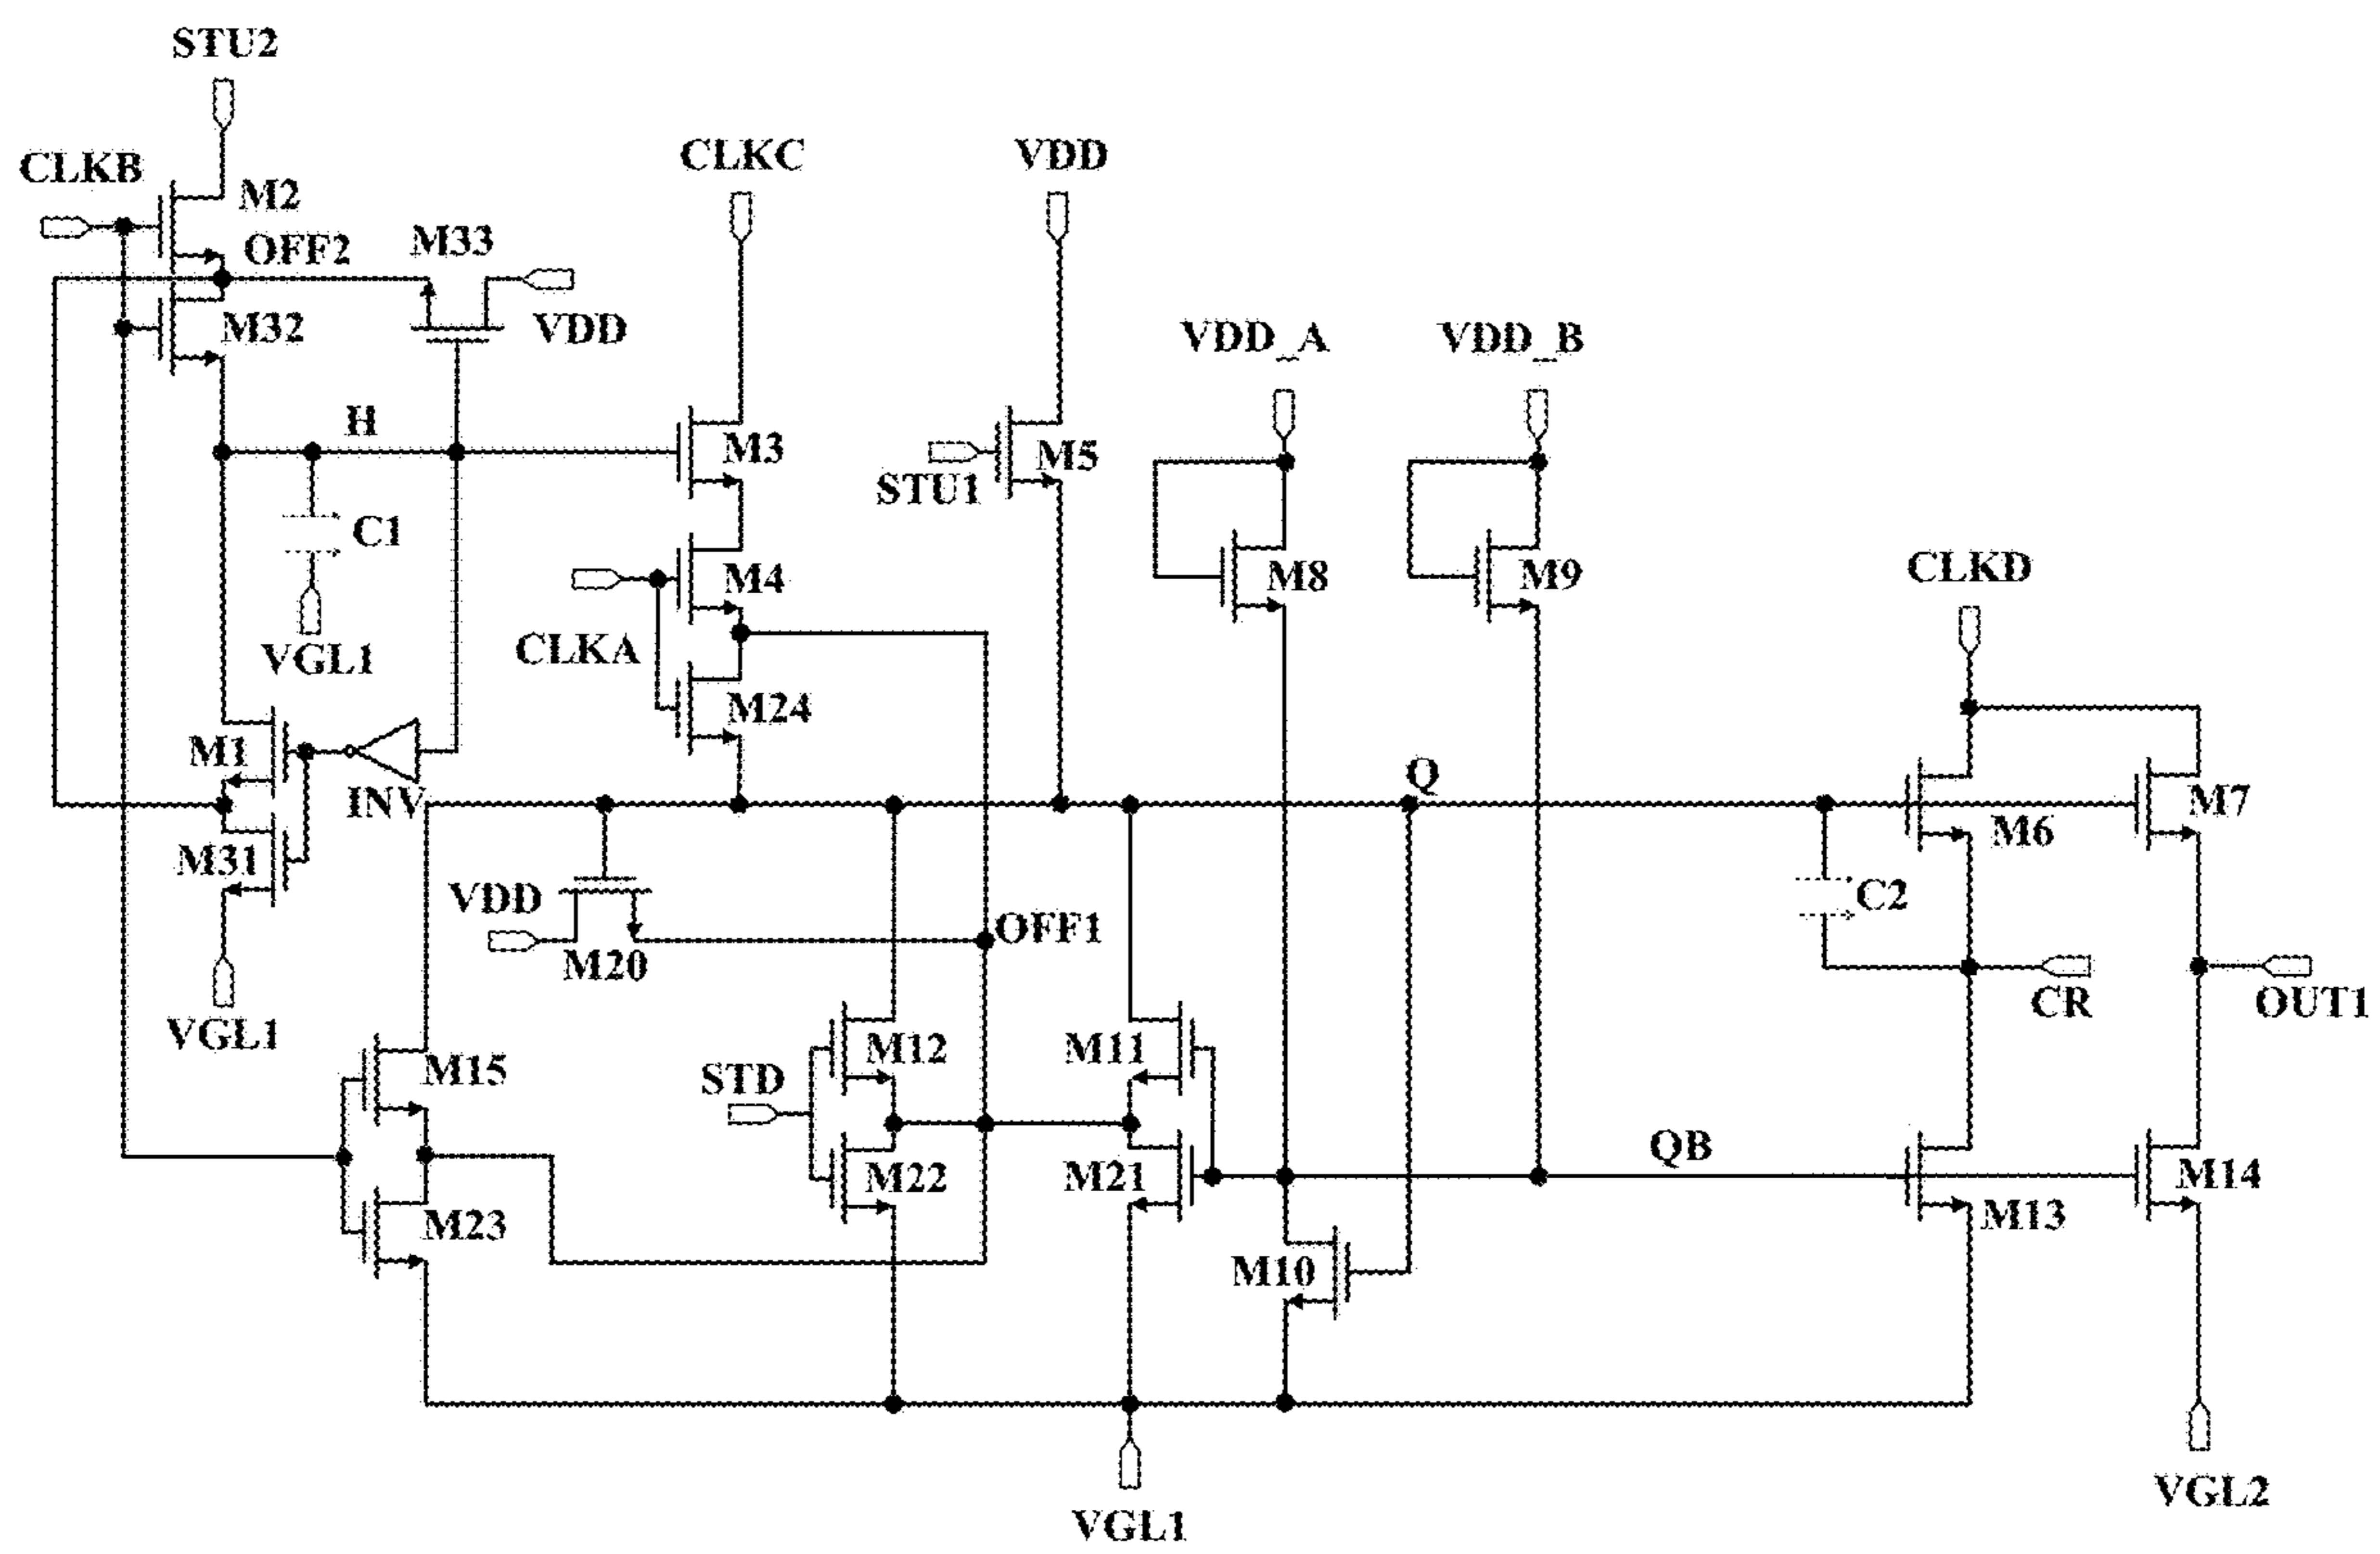 STU2
CLKB
M2
OFF2
M33
CLKC
VDD
M32
VDD
VDD_A
VDD_B
H
M3
M5
STU1
C1
M4
M8
M9
CLKD
CLKA
VGL1
M24
M1
INV
Q
M6
M7
M31
VDD
M20
OFF1
C2
CR
OUT1
VGL1
M15
STD
M12
M11
M22
M21
QB
M13
M14
M23
M10
VGL1
VGL2